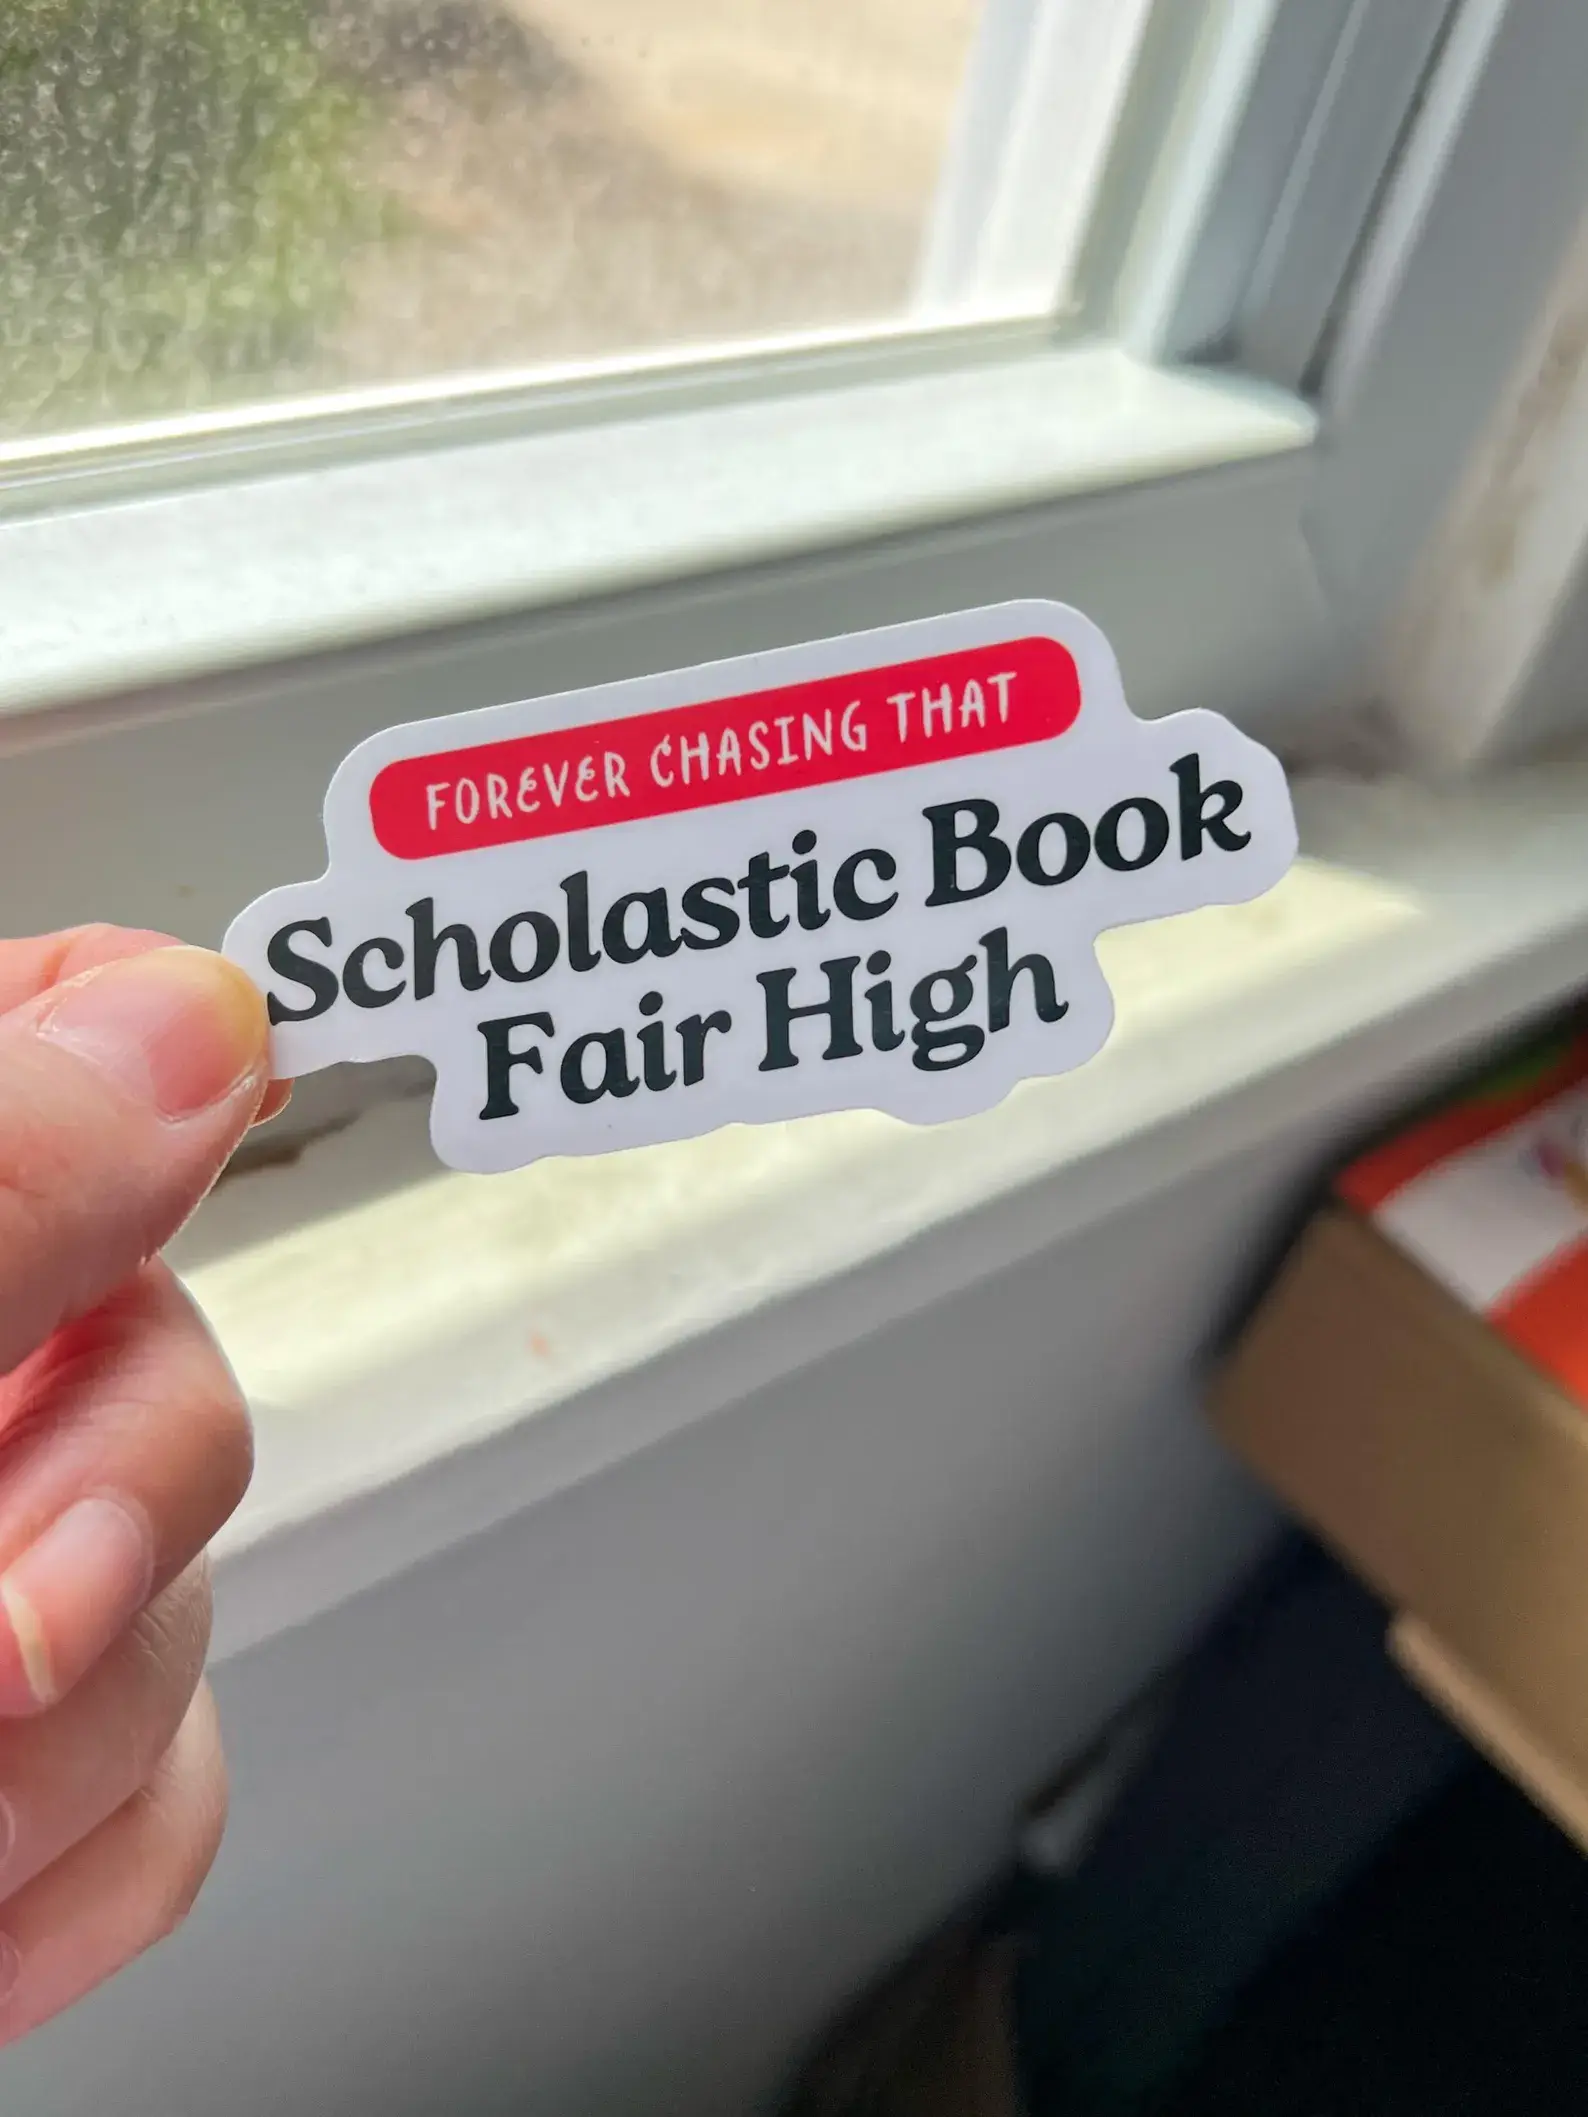 FOREVER CHASING THAT
Scholastic Book
Fair High